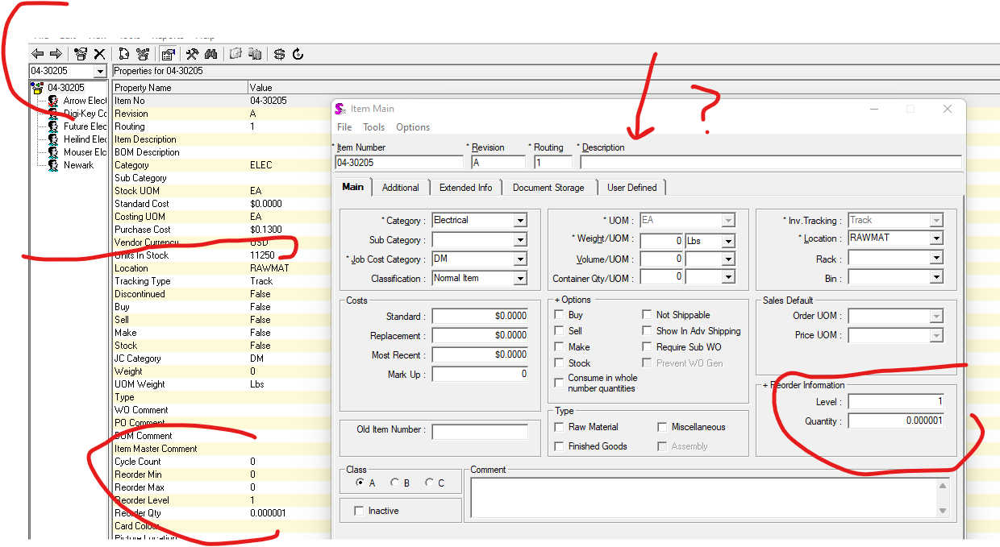 04-30205
Properties for 04-30205
04-30205
Arrow Elect
Digi-Key Co
Future Elec
Heilind Elec
Mouser Elc
Newark
Property Name Value
Item No 04-30205
Revision A
Routing 1
Item Description
BOM Description
Category ELEC
Sub Category
Stock UOM EA
Standard Cost $0.0000
Costing UOM EA
Purchase Cost $0.1300
Vendor Currency USD
Units In Stock 11250
Location RAWMAT
Tracking Type Track
Discontinued False
Buy False
Sell False
Make False
Stock False
JC Category DM
Weight 0
UOM Weight Lbs
Type
WO Comment
PO Comment
BOM Comment
Item Master Comment
Cycle Count 0
Reorder Min 0
Reorder Max 0
Reorder Level 1
Reorder Qty 0.000001
Card Colour
Picture Location
?
Item Main
File Tools Options
* Item Number * Revision * Routing * Description
04-30205 A 1
Main Additional Extended Info Document Storage User Defined
* Category : Electrical
Sub Category :
* Job Cost Category : DM
Classification : Normal Item
* UOM : EA
* Weight/UOM : 0 Lbs
Volume/UOM : 0
Container Qty/UOM : 0
* Inv.Tracking : Track
* Location : RAWMAT
Rack :
Bin :
Costs
Standard : $0.0000
Replacement : $0.0000
Most Recent : $0.0000
Mark Up : 0
+ Options
Buy Not Shippable
Sell Show In Adv Shipping
Make Require Sub WO
Stock Prevent WO Gen
Consume in whole
number quantities
Sales Default
Order UOM :
Price UOM :
+ Reorder Information
Level : 1
Quantity : 0.000001
Old Item Number :
Type
Raw Material Miscellaneous
Finished Goods Assembly
Class
A B C
Inactive
Comment